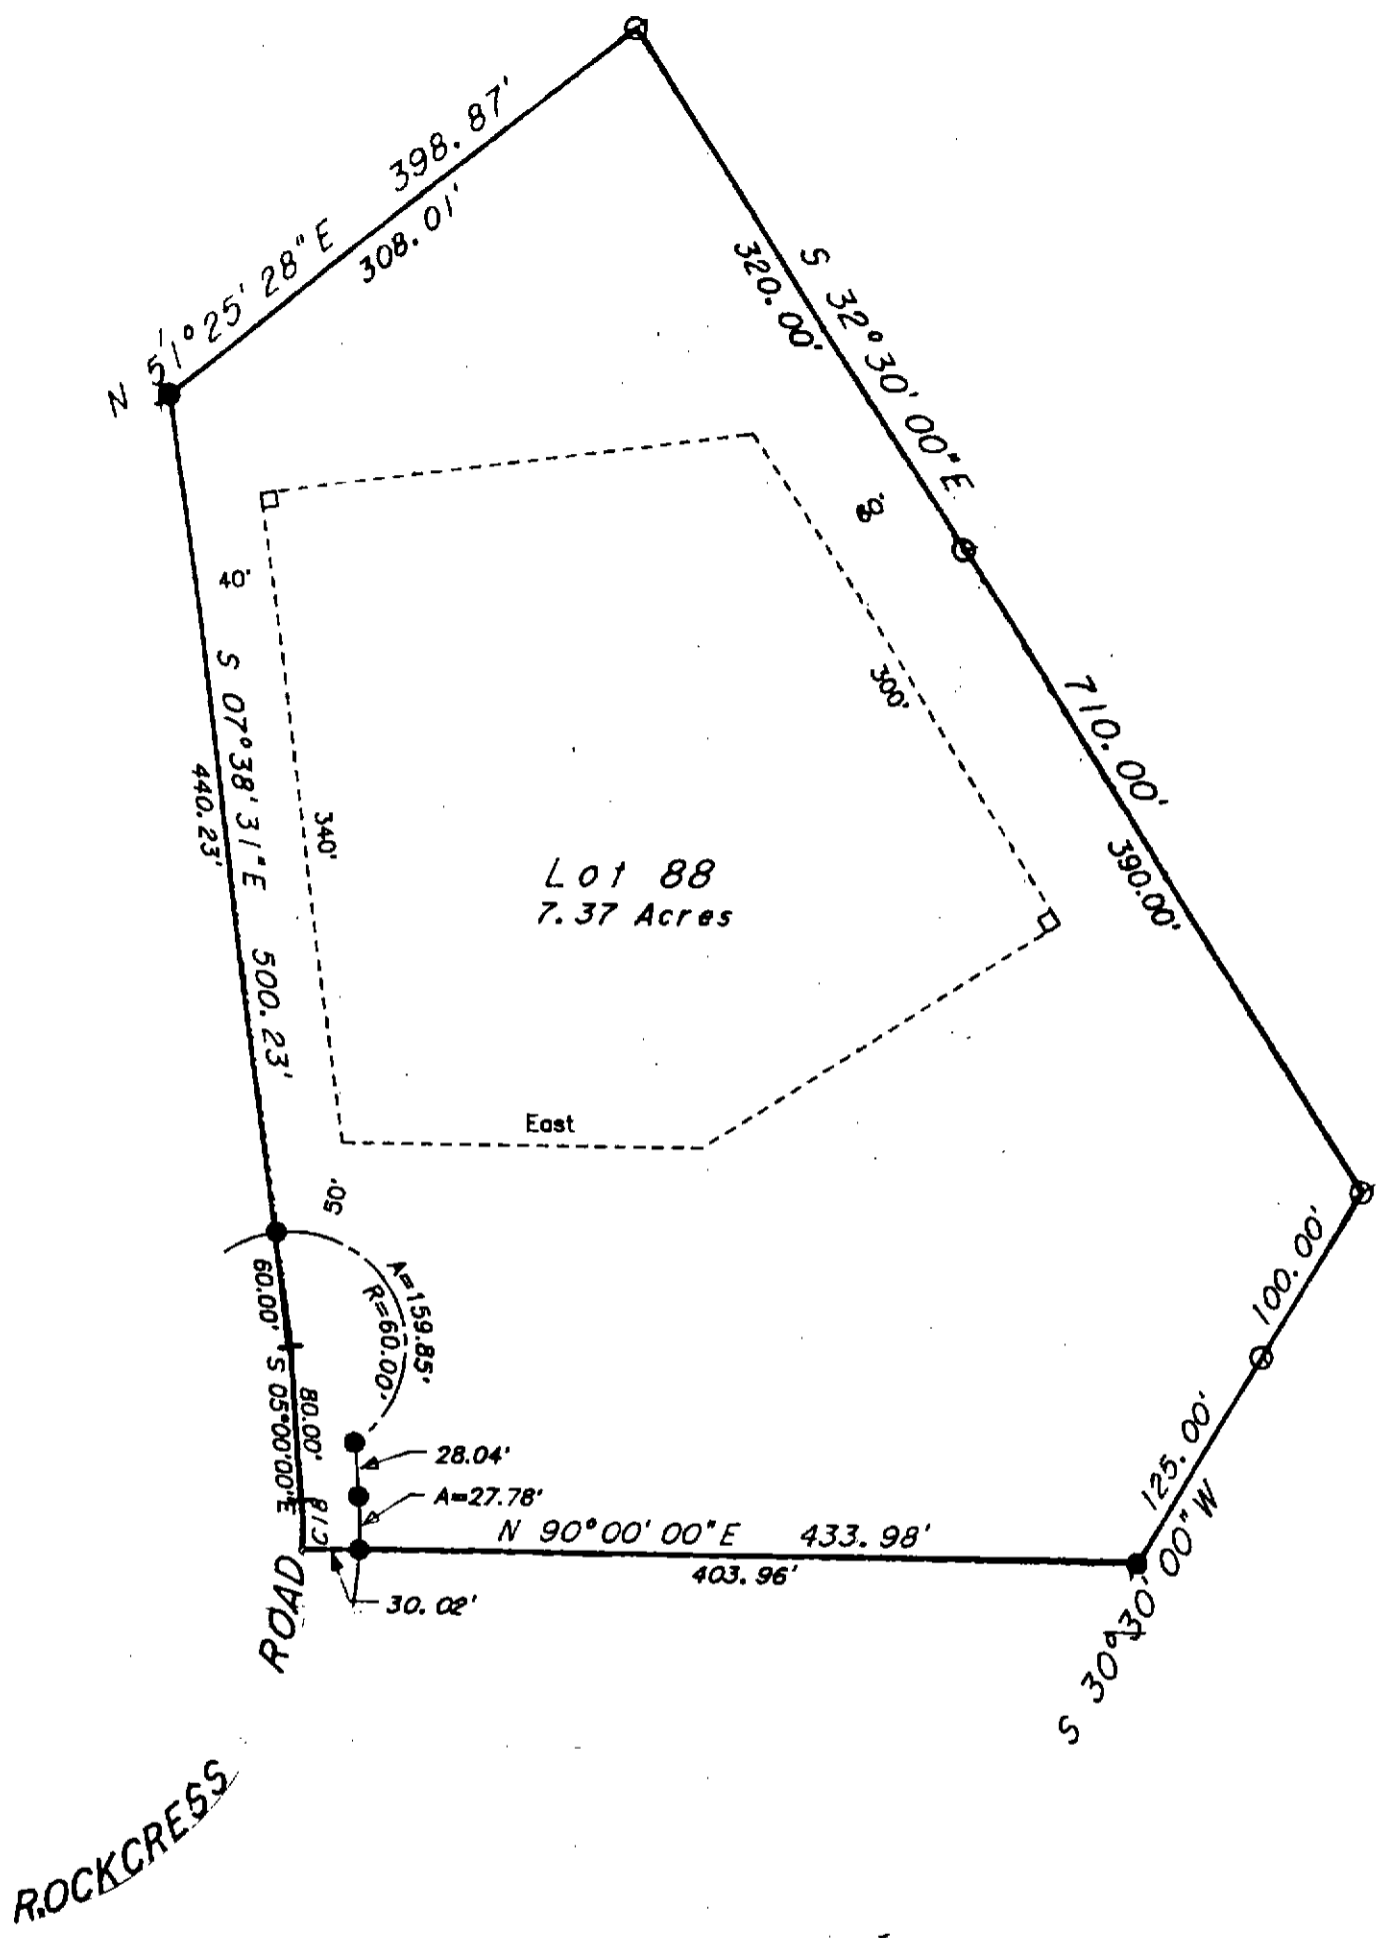 N 51°25'28"E 398.87'
308.01'
S 32°30'00"E 710.00'
320.00'
390.00'
40'
S 07°38'31"E 500.23'
440.23'
340'
300'
Lot 88
7.37 Acres
East
50'
100.00'
125.00'
S 30°30'00"W
A=159.85'
R=60.00'
60.00'
S 05°00'00"E
80.00'
C18
28.04'
A=27.78'
N 90°00'00"E 433.98'
403.96'
30.02'
ROAD
ROCKCRESS